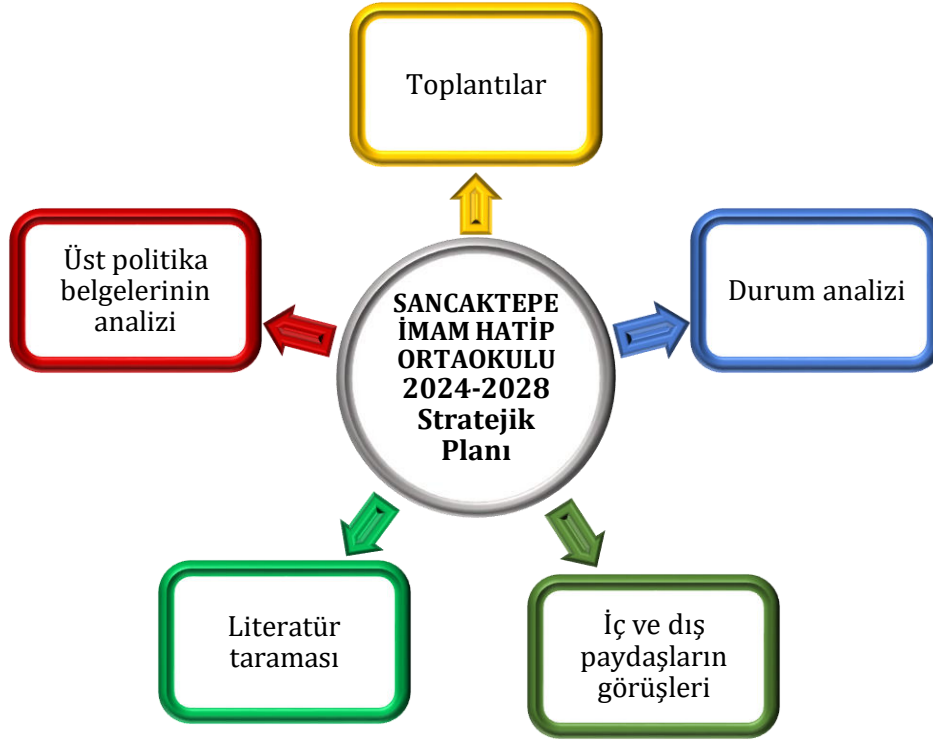 Toplantılar
Üst politika
belgelerinin
analizi
SANCAKTEPE
İMAM HATİP
ORTAOKULU
2024-2028
Stratejik
Planı
Durum analizi
Literatür
taraması
İç ve dış
paydaşların
görüşleri